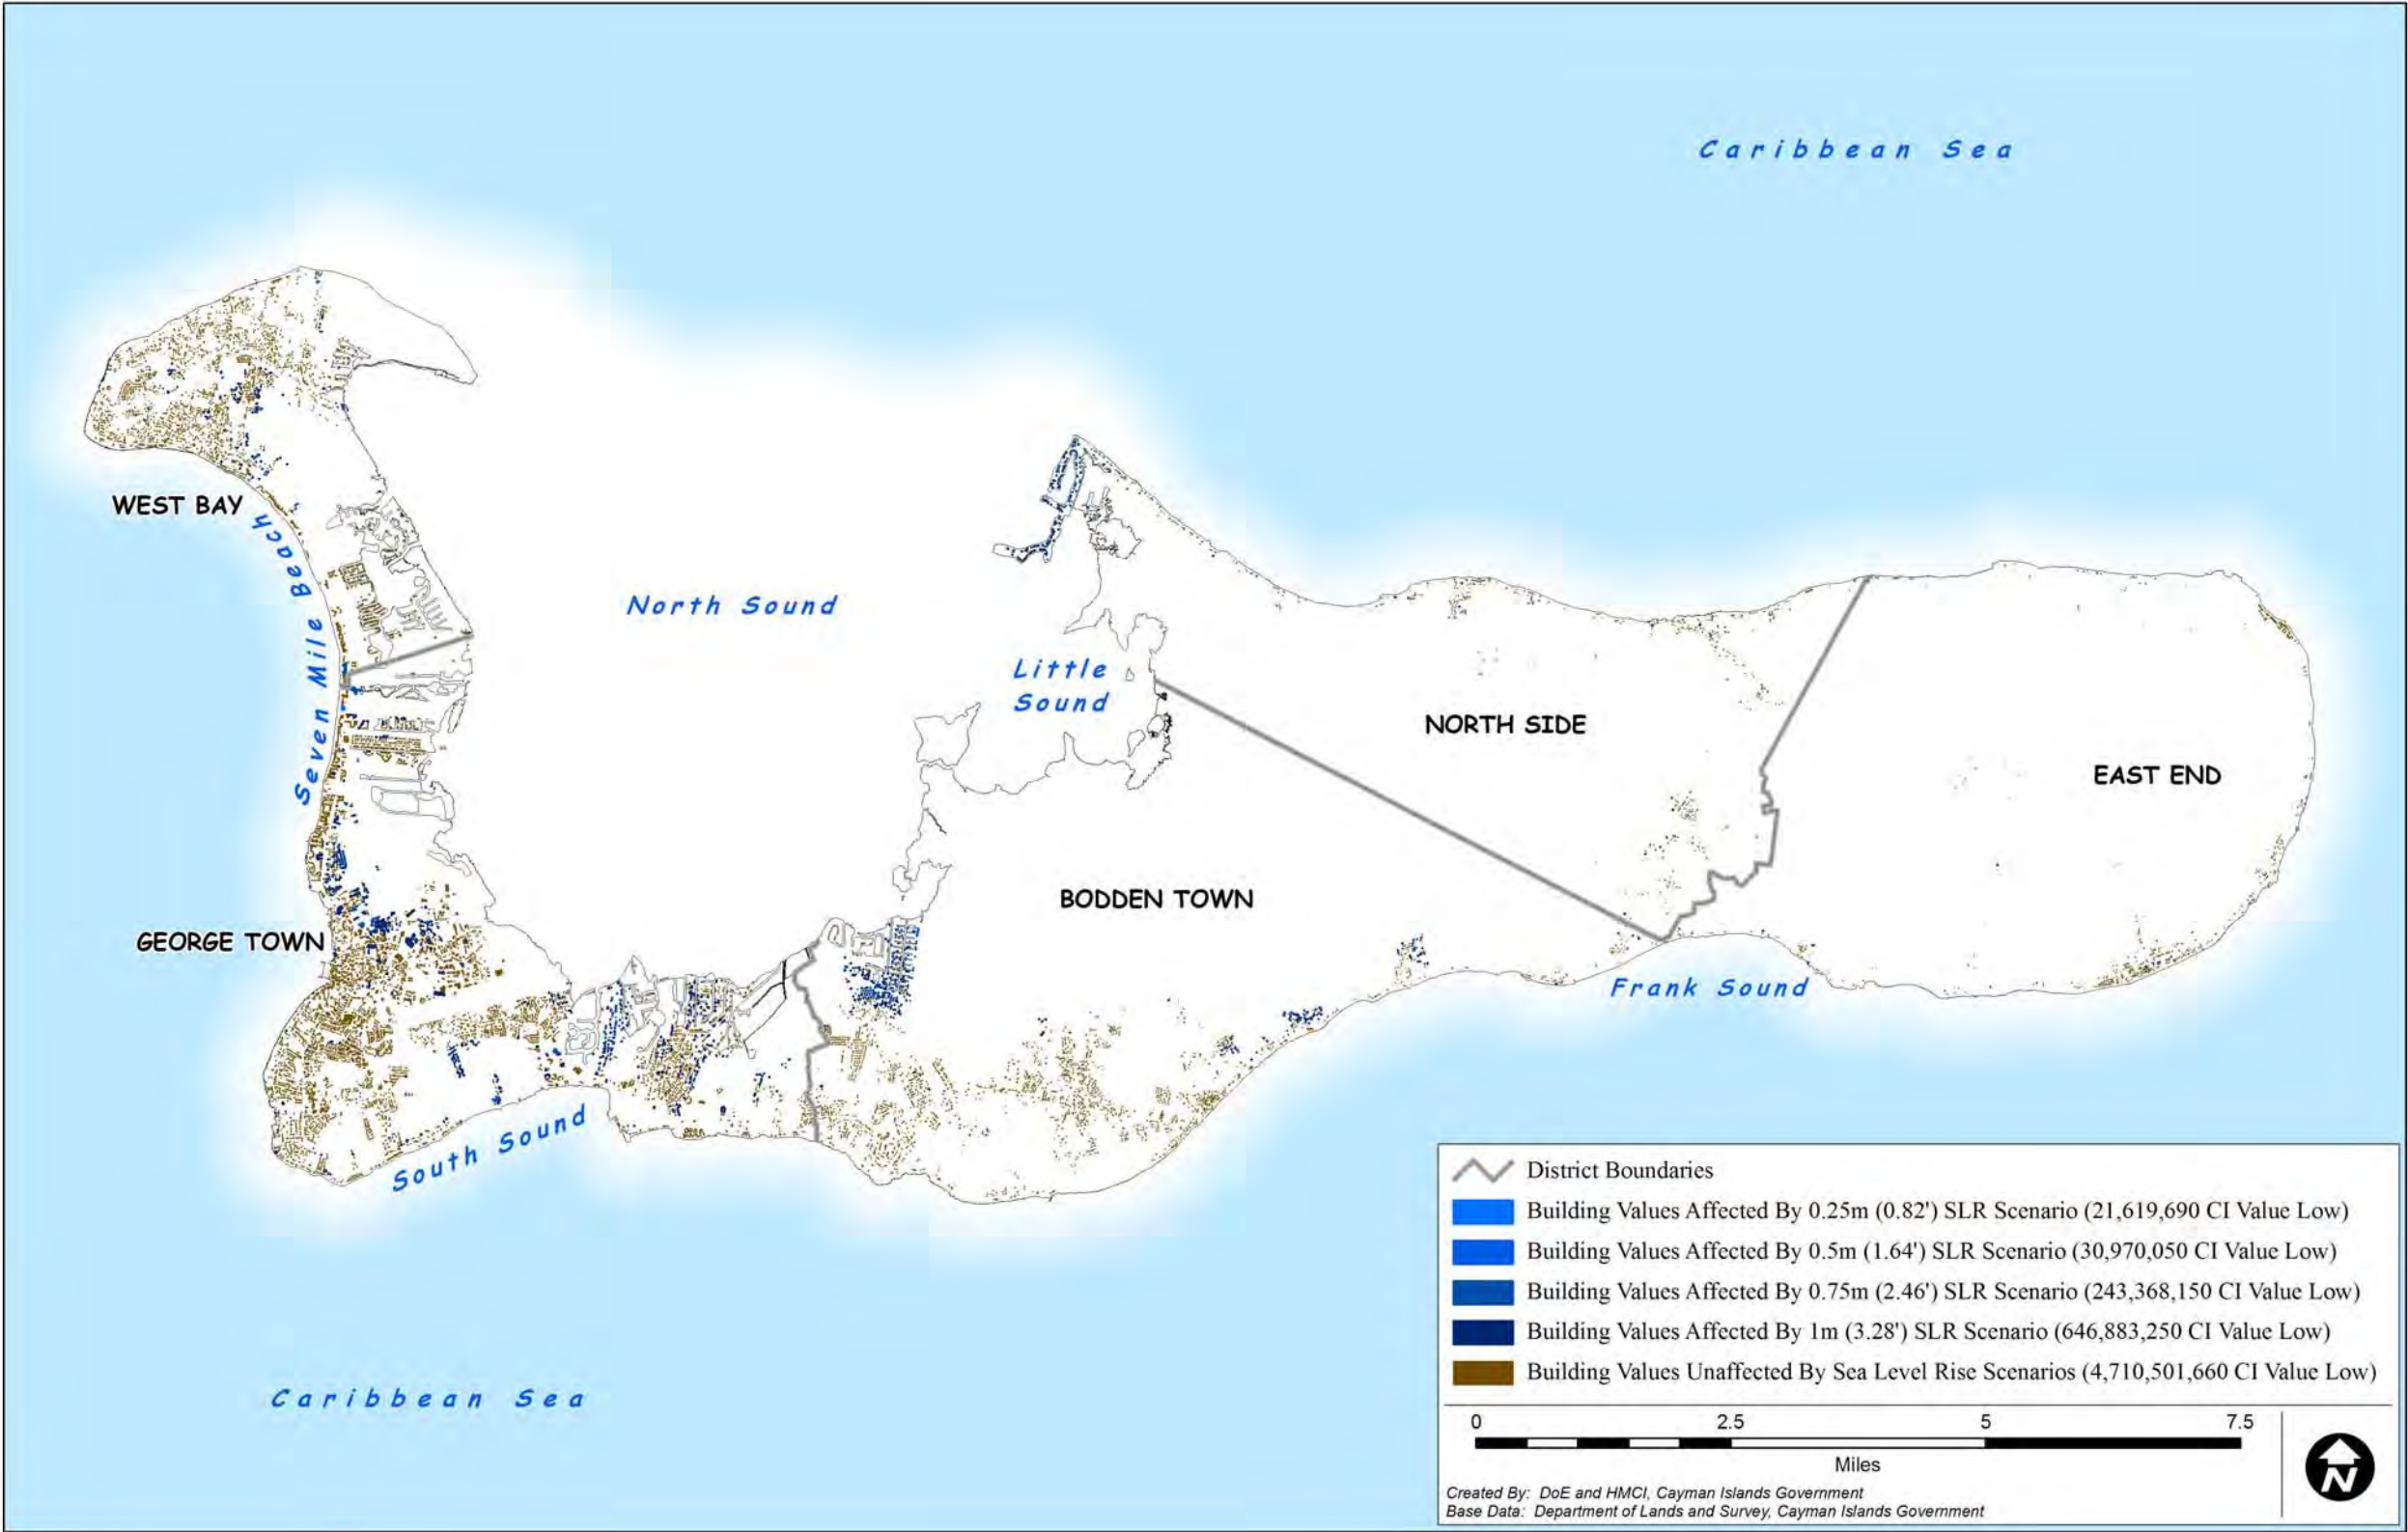 Caribbean Sea
WEST BAY
Seven Mile Beach
North Sound
Little
Sound
NORTH SIDE
EAST END
BODDEN TOWN
GEORGE TOWN
Frank Sound
South Sound
Caribbean Sea
District Boundaries
Building Values Affected By 0.25m (0.82') SLR Scenario (21,619,690 CI Value Low)
Building Values Affected By 0.5m (1.64') SLR Scenario (30,970,050 CI Value Low)
Building Values Affected By 0.75m (2.46') SLR Scenario (243,368,150 CI Value Low)
Building Values Affected By 1m (3.28') SLR Scenario (646,883,250 CI Value Low)
Building Values Unaffected By Sea Level Rise Scenarios (4,710,501,660 CI Value Low)
0 2.5 5 7.5
Miles
N
Created By: DoE and HMCI, Cayman Islands Government
Base Data: Department of Lands and Survey, Cayman Islands Government